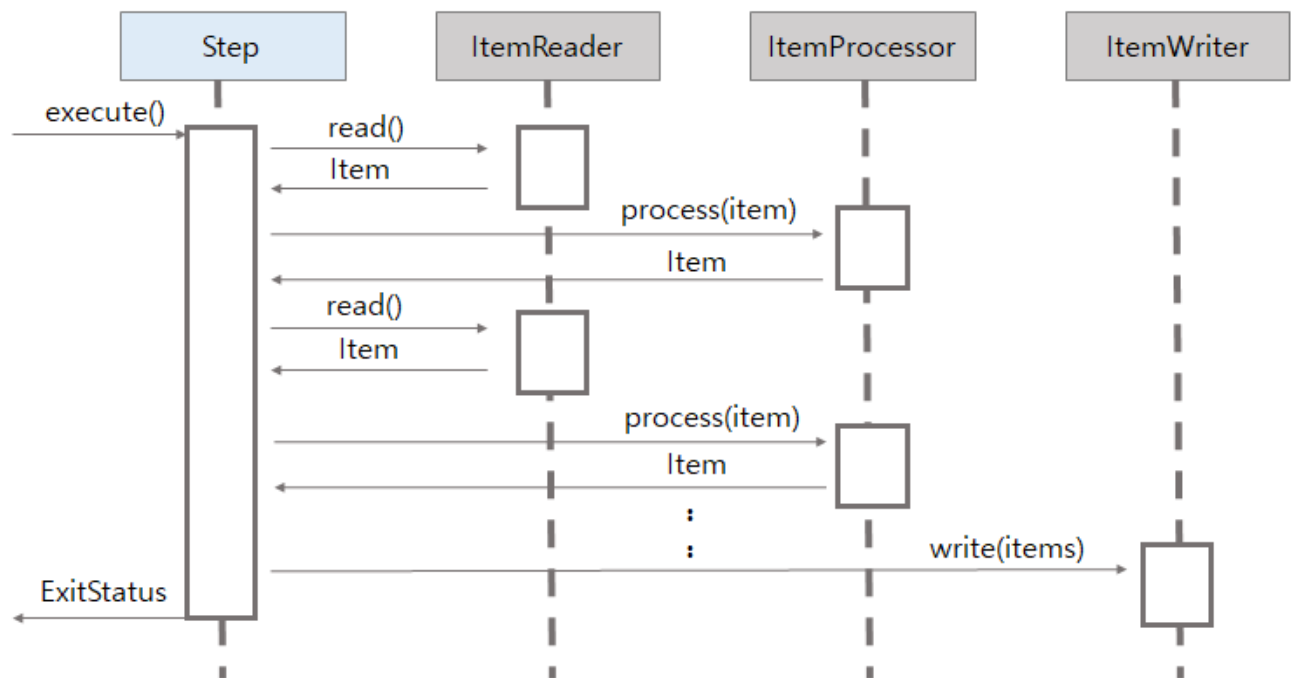 Step
ItemReader
ItemProcessor
ItemWriter
execute()
read()
Item
process(item)
Item
read()
Item
process(item)
Item
:
:
write(items)
ExitStatus